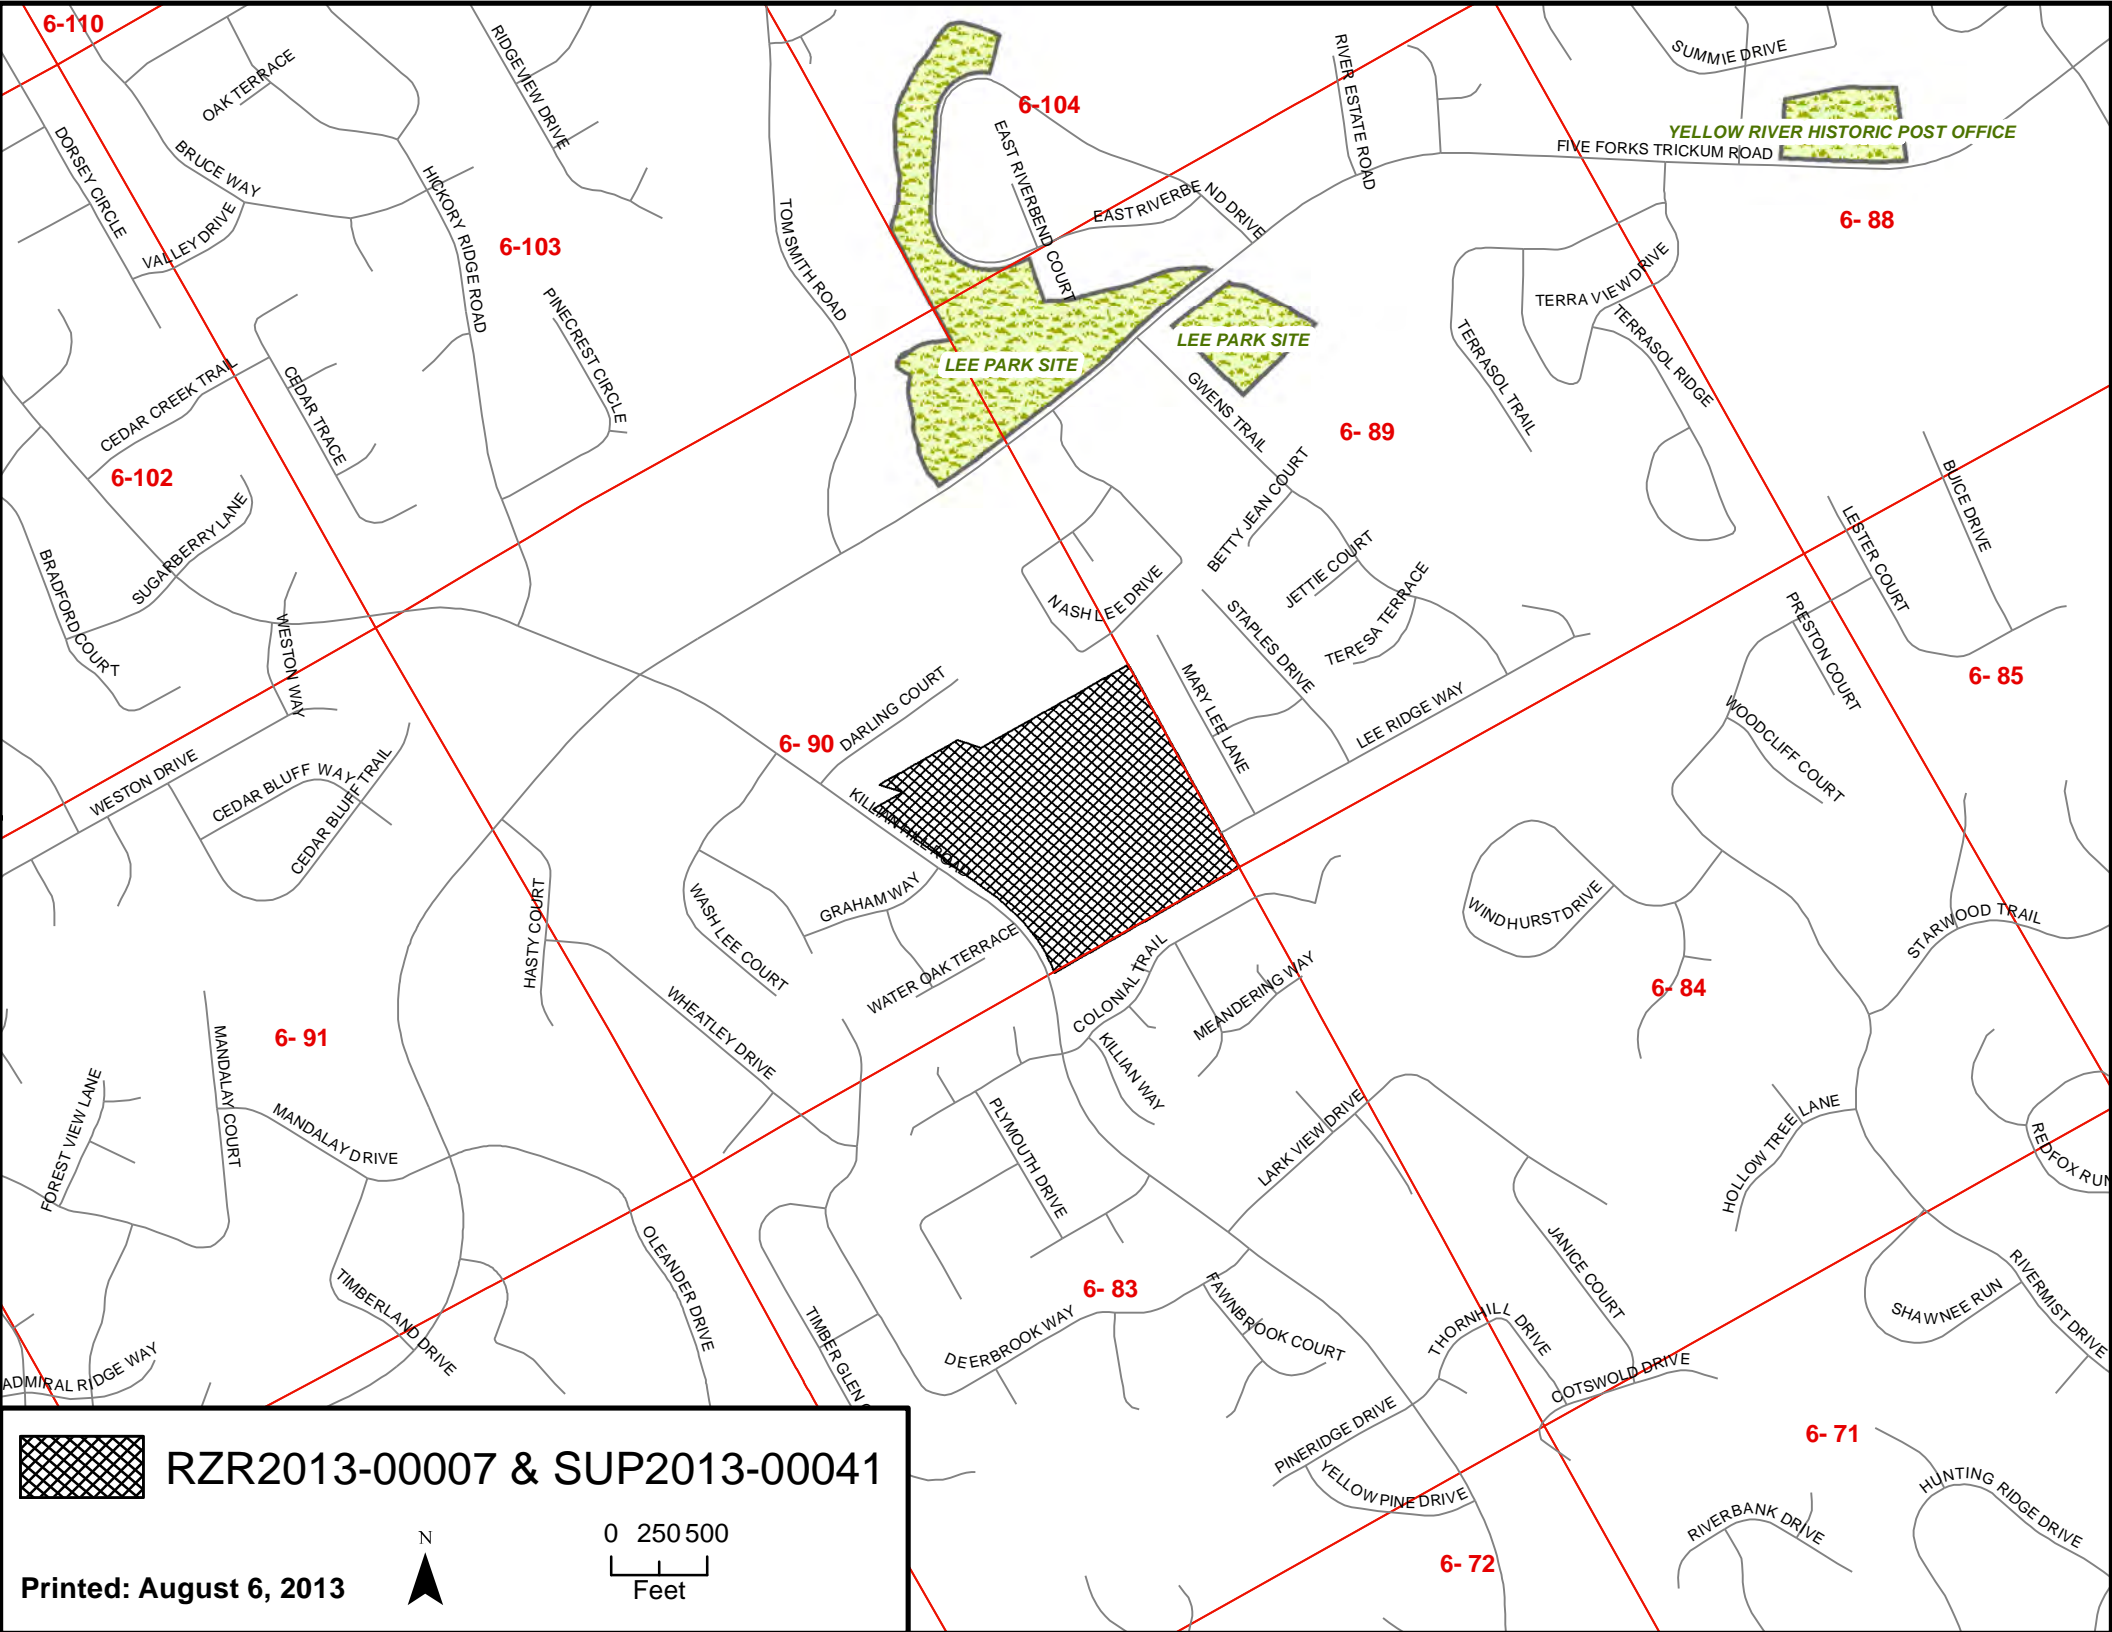 6-110
OAK TERRACE
RIDGEVIEW DRIVE
RIVER ESTATE ROAD
SUMMIE DRIVE
6-104
DORSEY CIRCLE
BRUCE WAY
EAST RIVERBEND COURT
YELLOW RIVER HISTORIC POST OFFICE
FIVE FORKS TRICKUM ROAD
HICKORY RIDGE ROAD
VALLEY DRIVE
TOM SMITH ROAD
EAST RIVERBEND DRIVE
6-103
6- 88
TERRA VIEW DRIVE
PINECREST CIRCLE
TERRASOL TRAIL
TERRASOL RIDGE
LEE PARK SITE
LEE PARK SITE
CEDAR CREEK TRAIL
CEDAR TRACE
GWENS TRAIL
6- 89
6-102
BETTY JEAN COURT
BUICE DRIVE
SUGARBERRY LANE
LESTER COURT
BRADFORD COURT
JETTIE COURT
NASH LEE DRIVE
TERESA TERRACE
STAPLES DRIVE
PRESTON COURT
WESTON WAY
6- 85
DARLING COURT
MARY LEE LANE
LEE RIDGE WAY
WOODCLIFF COURT
6- 90
WESTON DRIVE
CEDAR BLUFF WAY
CEDAR BLUFF TRAIL
KILLIAN HILL ROAD
GRAHAM WAY
WASH LEE COURT
HASTY COURT
WINDHURST DRIVE
STARWOOD TRAIL
WATER OAK TERRACE
COLONIAL TRAIL
MEANDERING WAY
6- 84
WHEATLEY DRIVE
6- 91
MANDALAY COURT
KILLIAN WAY
FOREST VIEW LANE
MANDALAY DRIVE
PLYMOUTH DRIVE
LARK VIEW DRIVE
HOLLOW TREE LANE
REDFOX RUN
OLEANDER DRIVE
JANICE COURT
6- 83
TIMBERLAND DRIVE
FAWNBROOK COURT
SHAWNEE RUN
RIVERMIST DRIVE
TIMBER GLEN
DEERBROOK WAY
THORNHILL DRIVE
ADMIRAL RIDGE WAY
COTSWOLD DRIVE
PINERIDGE DRIVE
6- 71
YELLOW PINE DRIVE
HUNTING RIDGE DRIVE
RIVERBANK DRIVE
6- 72
RZR2013-00007 & SUP2013-00041
N
0 250 500
Feet
Printed: August 6, 2013